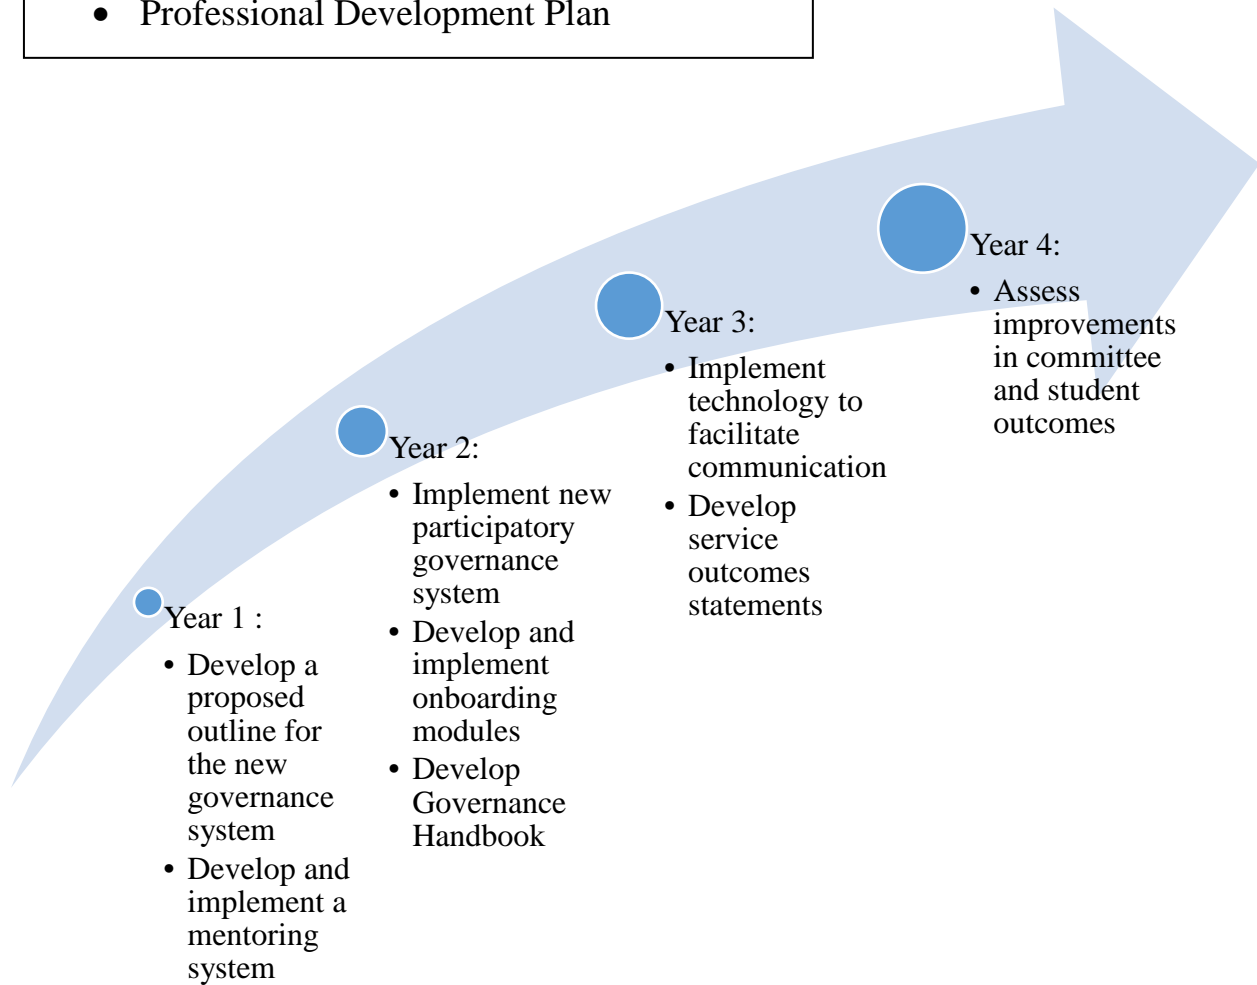 • Professional Development Plan
Year 1 :
• Develop a
proposed
outline for
the new
governance
system
• Develop and
implement a
mentoring
system
Year 2:
• Implement new
participatory
governance
system
• Develop and
implement
onboarding
modules
• Develop
Governance
Handbook
Year 3:
• Implement
technology to
facilitate
communication
• Develop
service
outcomes
statements
Year 4:
• Assess
improvements
in committee
and student
outcomes